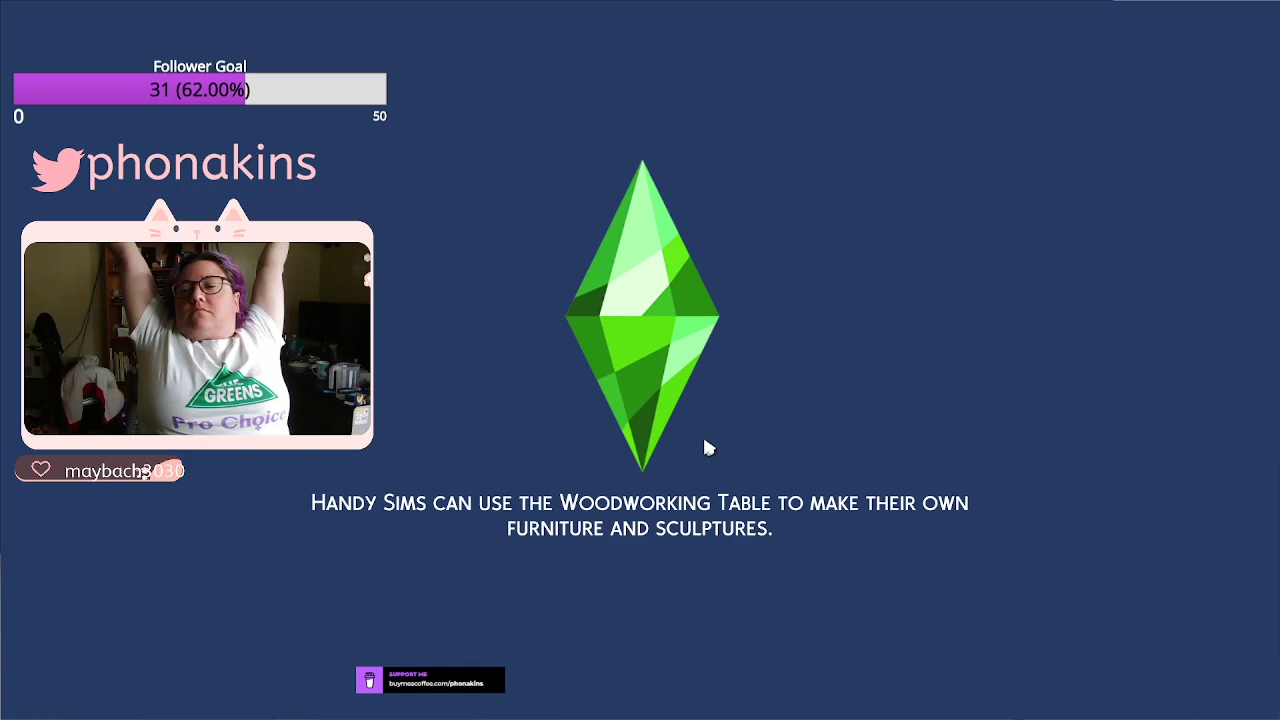 Follower Goal
31 (62.00%)
0
50
phonakins
THE
GREENS
Pro Choice
maybach3030
HANDY SIMS CAN USE THE WOODWORKING TABLE TO MAKE THEIR OWN
FURNITURE AND SCULPTURES.
SUPPORT ME
buymeacoffee.com/phonakins